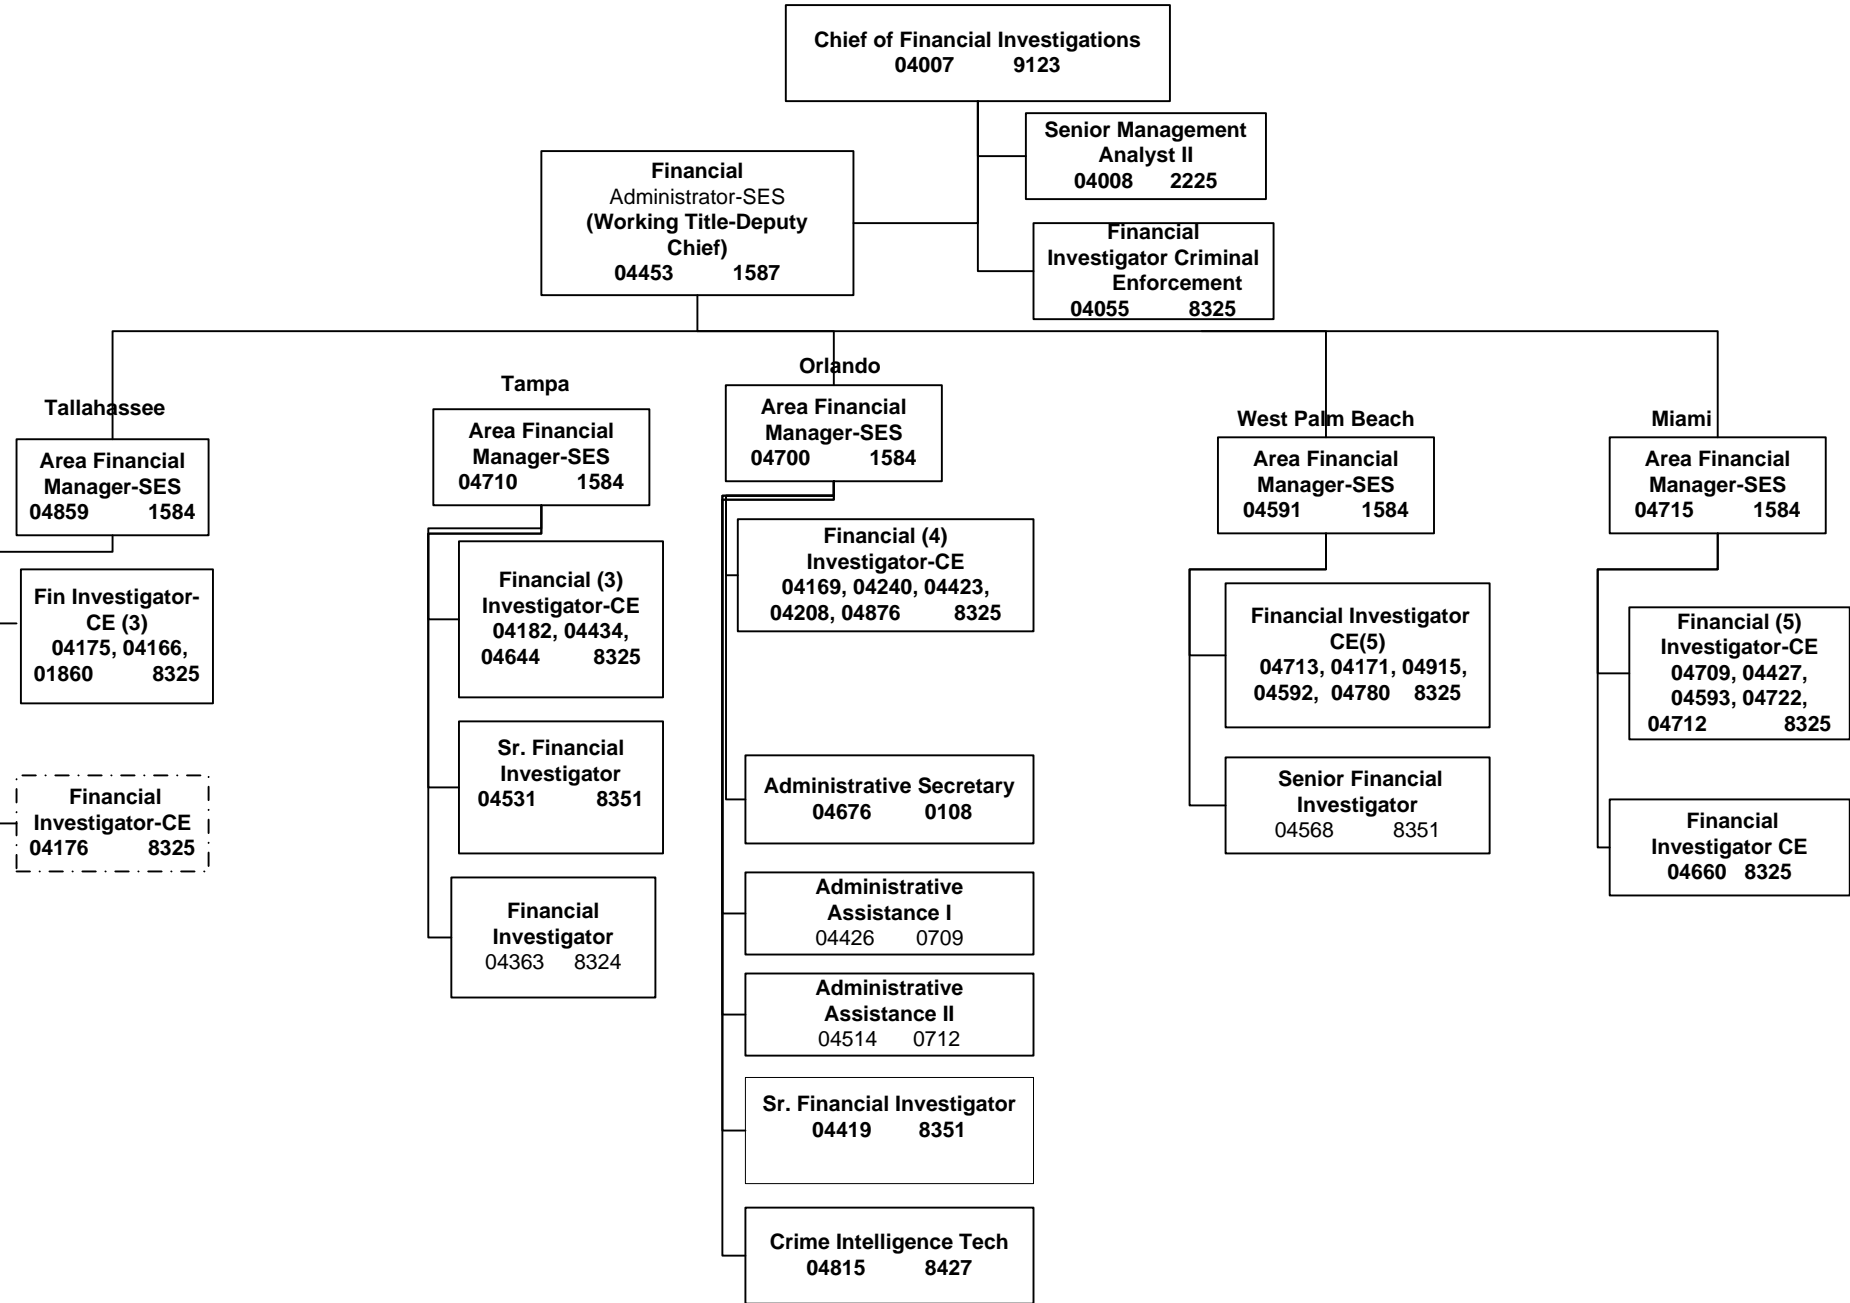 Chief of Financial Investigations
04007 9123
Senior Management
Analyst II
04008 2225
Financial
Administrator-SES
(Working Title-Deputy
Chief)
04453 1587
Financial
Investigator Criminal
Enforcement
04055 8325
Tallahassee
Area Financial
Manager-SES
04859 1584
Fin Investigator-
CE (3)
04175, 04166,
01860 8325
Financial
Investigator-CE
04176 8325
Tampa
Area Financial
Manager-SES
04710 1584
Financial (3)
Investigator-CE
04182, 04434,
04644 8325
Sr. Financial
Investigator
04531 8351
Financial
Investigator
04363 8324
Orlando
Area Financial
Manager-SES
04700 1584
Financial (4)
Investigator-CE
04169, 04240, 04423,
04208, 04876 8325
Administrative Secretary
04676 0108
Administrative
Assistance I
04426 0709
Administrative
Assistance II
04514 0712
Sr. Financial Investigator
04419 8351
Crime Intelligence Tech
04815 8427
West Palm Beach
Area Financial
Manager-SES
04591 1584
Financial Investigator
CE(5)
04713, 04171, 04915,
04592, 04780 8325
Senior Financial
Investigator
04568 8351
Miami
Area Financial
Manager-SES
04715 1584
Financial (5)
Investigator-CE
04709, 04427,
04593, 04722,
04712 8325
Financial
Investigator CE
04660 8325